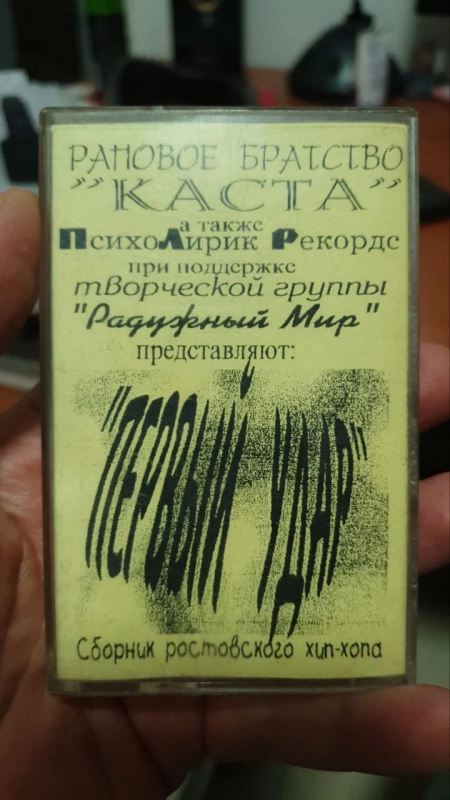 РАПОВОЕ БРАТСТВО
"КАСТА"
а также
ПсихоЛирик Рекордс
при поддержке
творческой группы
"Радужный Мир"
представляют:
"ПЕРВЫЙ УДАР"
Сборник ростовского хип-хопа